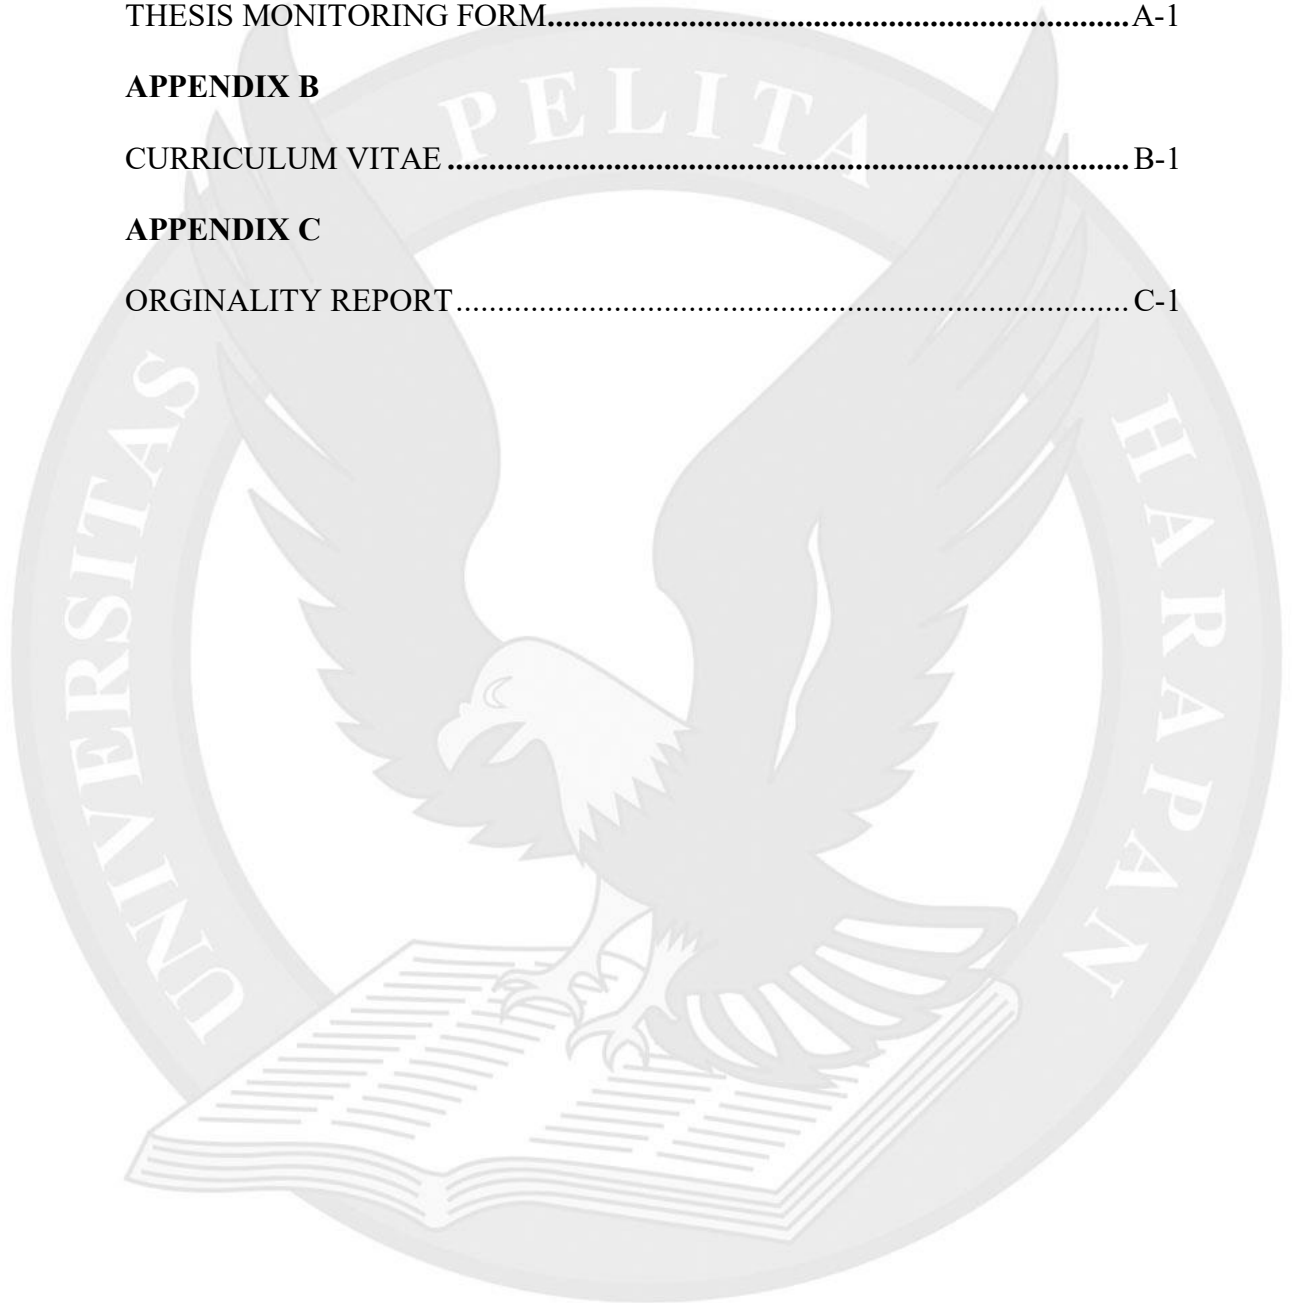 THESIS MONITORING FORM.......................................................................A-1
APPENDIX B
CURRICULUM VITAE...................................................................................B-1
APPENDIX C
ORGINALITY REPORT.................................................................................C-1
UNIVERSITAS PELITA HARAPAN